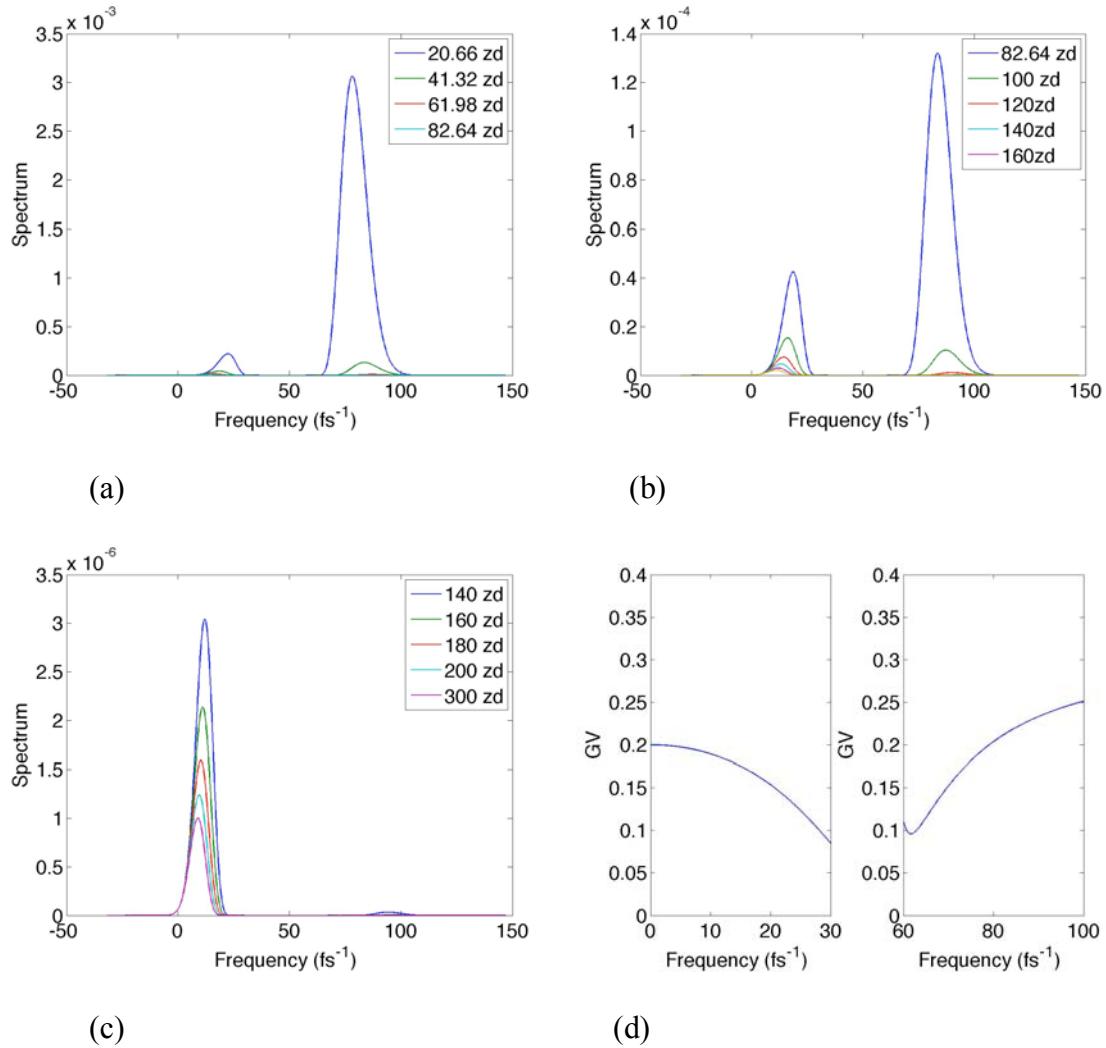 x 10⁻³
3.5
3
2.5
2
1.5
1
0.5
0
-50 0 50 100 150
Spectrum
Frequency (fs⁻¹)
20.66 zd
41.32 zd
61.98 zd
82.64 zd
(a)
x 10⁻⁴
1.4
1.2
1
0.8
0.6
0.4
0.2
0
-50 0 50 100 150
Spectrum
Frequency (fs⁻¹)
82.64 zd
100 zd
120zd
140zd
160zd
(b)
x 10⁻⁶
3.5
3
2.5
2
1.5
1
0.5
0
-50 0 50 100 150
Spectrum
Frequency (fs⁻¹)
140 zd
160 zd
180 zd
200 zd
300 zd
(c)
0.4
0.35
0.3
0.25
0.2
0.15
0.1
0.05
0
0 10 20 30
GV
Frequency (fs⁻¹)
0.4
0.35
0.3
0.25
0.2
0.15
0.1
0.05
0
60 80 100
GV
Frequency (fs⁻¹)
(d)